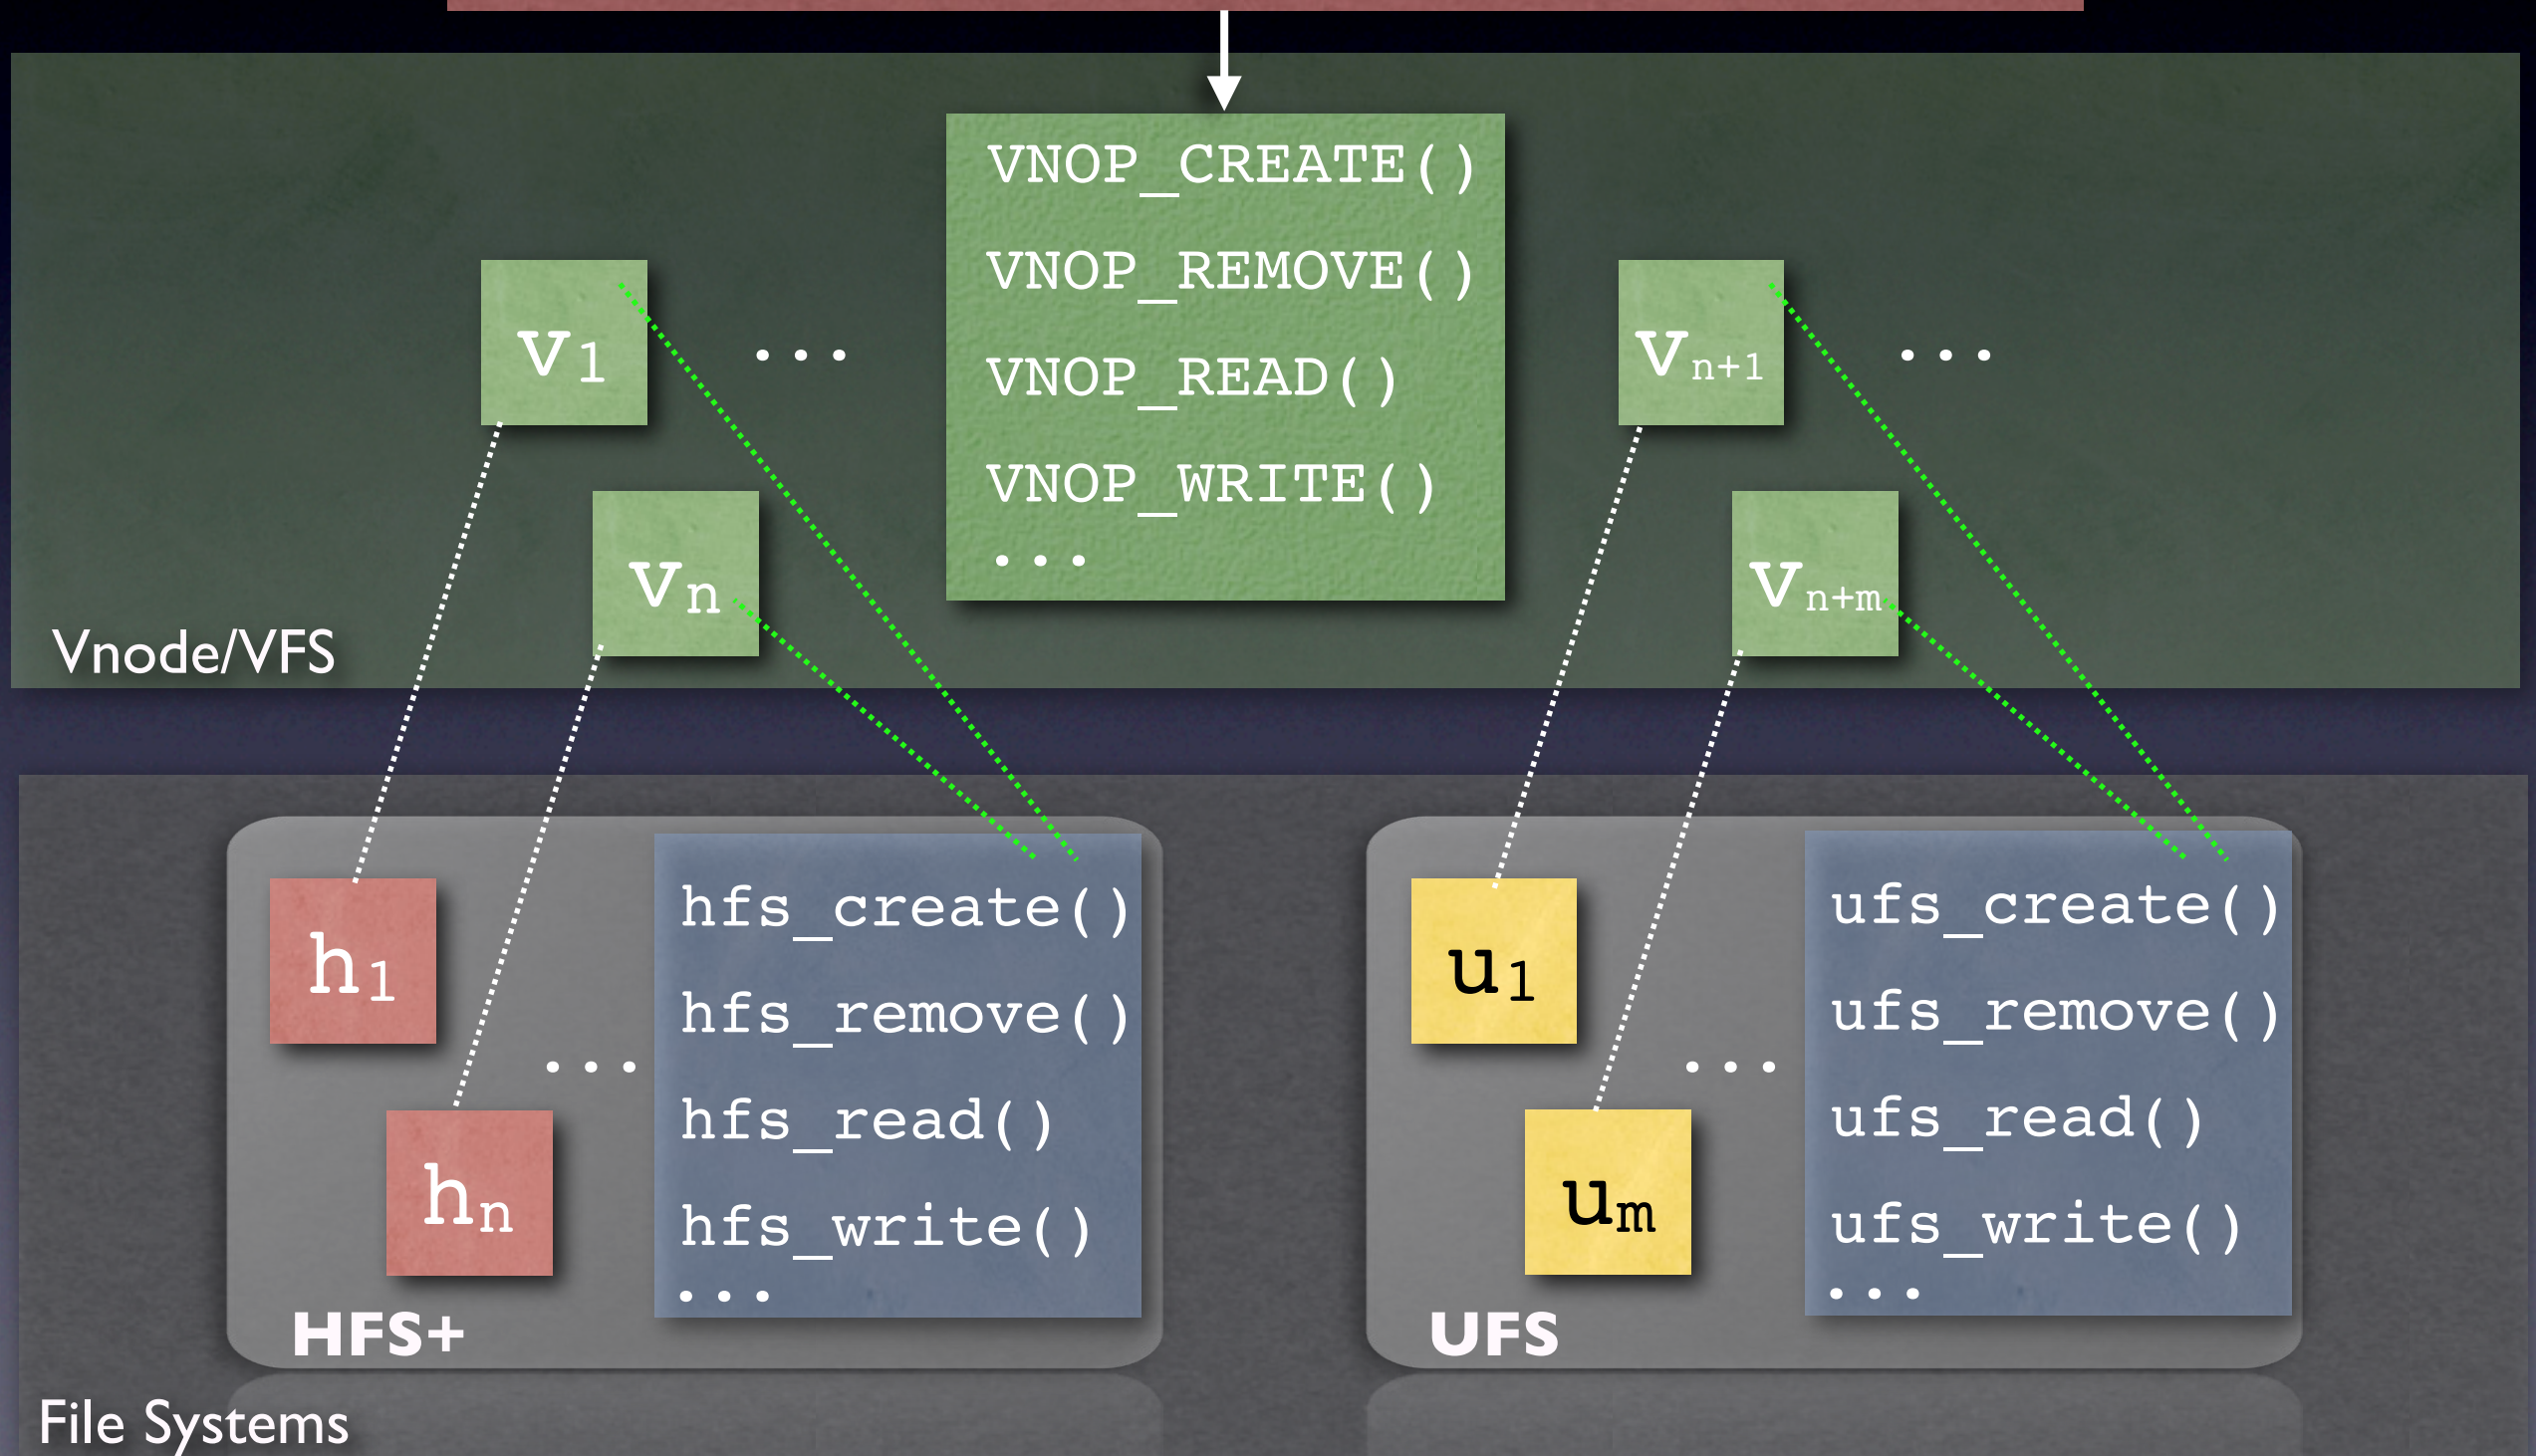 VNOP_CREATE()
VNOP_REMOVE()
VNOP_READ()
VNOP_WRITE()
...
v1
...
vn
vn+1
...
vn+m
Vnode/VFS
h1
...
hn
hfs_create()
hfs_remove()
hfs_read()
hfs_write()
...
HFS+
u1
...
um
ufs_create()
ufs_remove()
ufs_read()
ufs_write()
...
UFS
File Systems